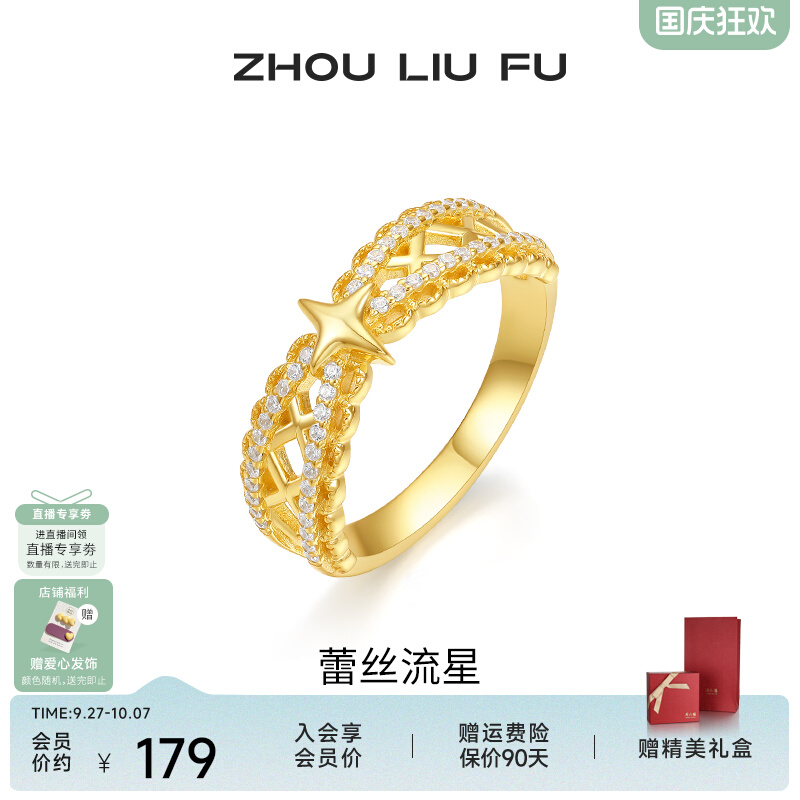 国庆狂欢
ZHOU LIU FU
直播专享券
进直播间领
直播专享券
数量有限,送完即止
店铺福利
赠
赠爱心发饰
颜色随机,送完即止
蕾丝流星
TIME:9.27-10.07
会员
价约
¥ 179
入会享
会员价
赠运费险
保价90天
赠精美礼盒